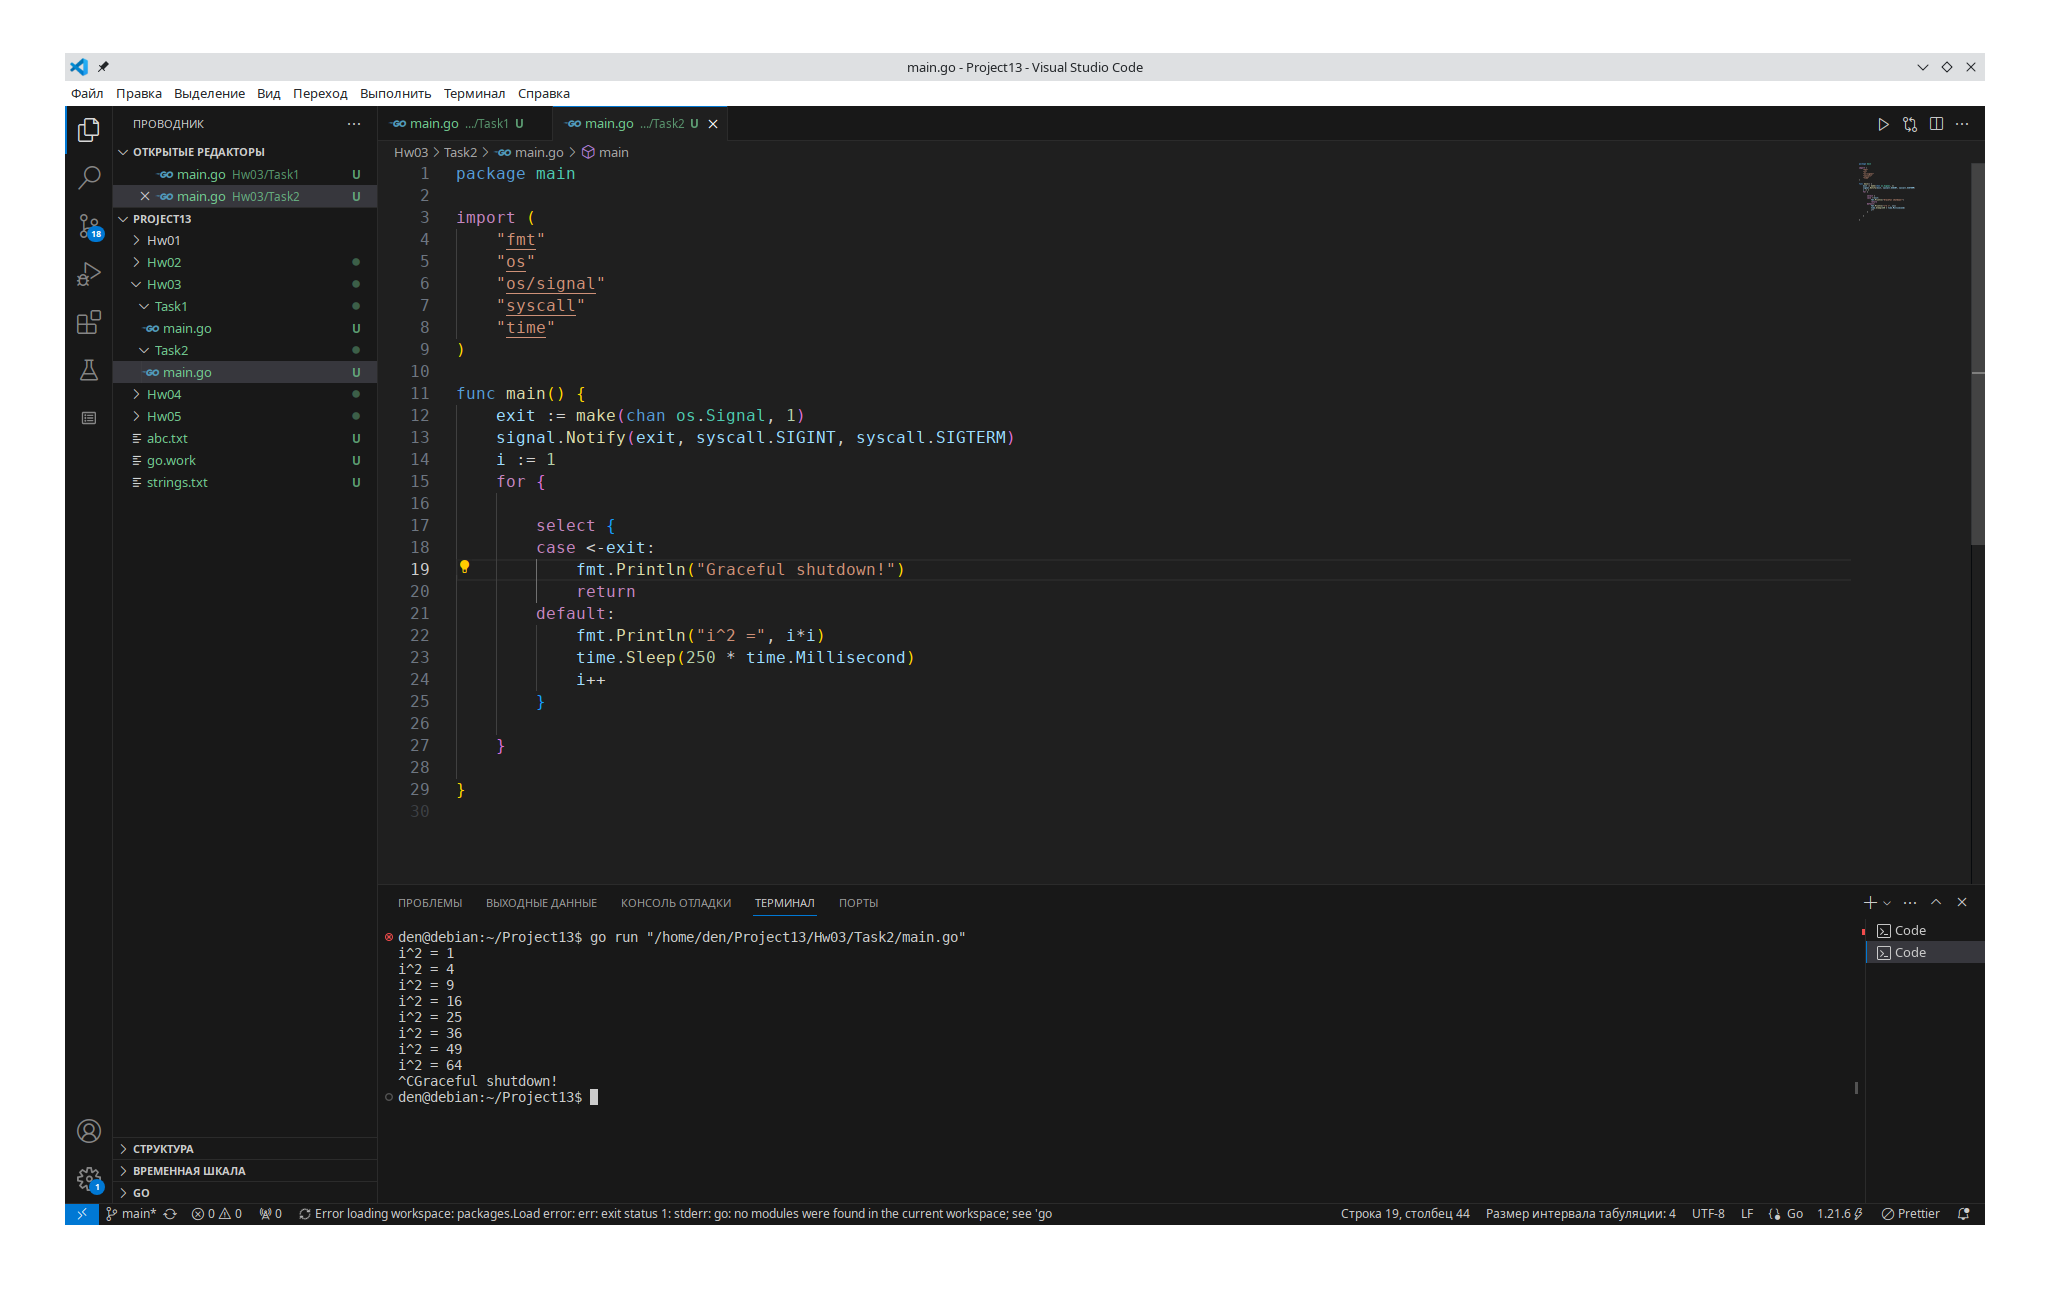 main.go - Project13 - Visual Studio Code
Файл Правка Выделение Вид Переход Выполнить Терминал Справка
ПРОВОДНИК
ОТКРЫТЫЕ РЕДАКТОРЫ
GO main.go Hw03/Task1 U
GO main.go Hw03/Task2 U
18
PROJECT13
Hw01
Hw02
Hw03
Task1
GO main.go U
Task2
GO main.go U
Hw04
Hw05
abc.txt U
go.work U
strings.txt U
СТРУКТУРА
ВРЕМЕННАЯ ШКАЛА
1
GO
GO main.go .../Task1 U
GO main.go .../Task2 U
Hw03 > Task2 > GO main.go > main
1 package main
2
3 import (
4 "fmt"
5 "os"
6 "os/signal"
7 "syscall"
8 "time"
9 )
10
11 func main() {
12 exit := make(chan os.Signal, 1)
13 signal.Notify(exit, syscall.SIGINT, syscall.SIGTERM)
14 i := 1
15 for {
16
17 select {
18 case <-exit:
19 fmt.Println("Graceful shutdown!")
20 return
21 default:
22 fmt.Println("i^2 =", i*i)
23 time.Sleep(250 * time.Millisecond)
24 i++
25 }
26
27 }
28
29 }
30
ПРОБЛЕМЫ ВЫХОДНЫЕ ДАННЫЕ КОНСОЛЬ ОТЛАДКИ ТЕРМИНАЛ ПОРТЫ
den@debian:~/Project13$ go run "/home/den/Project13/Hw03/Task2/main.go"
i^2 = 1
i^2 = 4
i^2 = 9
i^2 = 16
i^2 = 25
i^2 = 36
i^2 = 49
i^2 = 64
^CGraceful shutdown!
den@debian:~/Project13$
Code
Code
main* 0 0 0 Error loading workspace: packages.Load error: err: exit status 1: stderr: go: no modules were found in the current workspace; see 'go
Строка 19, столбец 44 Размер интервала табуляции: 4 UTF-8 LF Go 1.21.6 Prettier